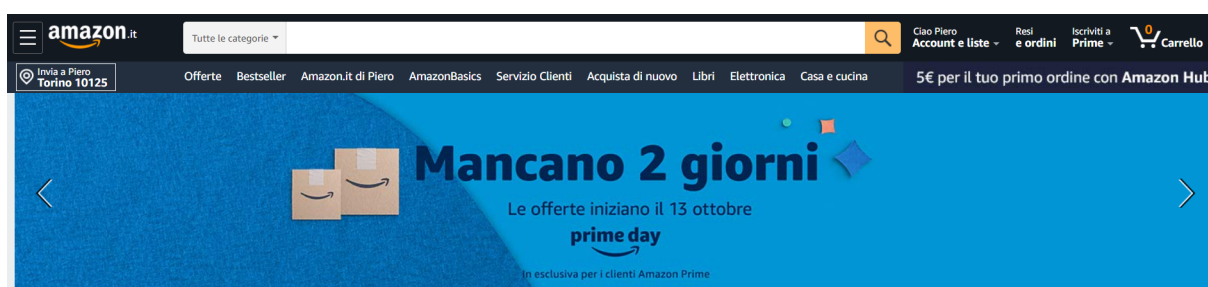 amazon.it
Tutte le categorie
Ciao Piero
Account e liste
Resi
e ordini
Iscriviti a
Prime
0
Carrello
Invia a Piero
Torino 10125
Offerte Bestseller Amazon.it di Piero AmazonBasics Servizio Clienti Acquista di nuovo Libri Elettronica Casa e cucina
5€ per il tuo primo ordine con Amazon Hub
Mancano 2 giorni
Le offerte iniziano il 13 ottobre
prime day
In esclusiva per i clienti Amazon Prime